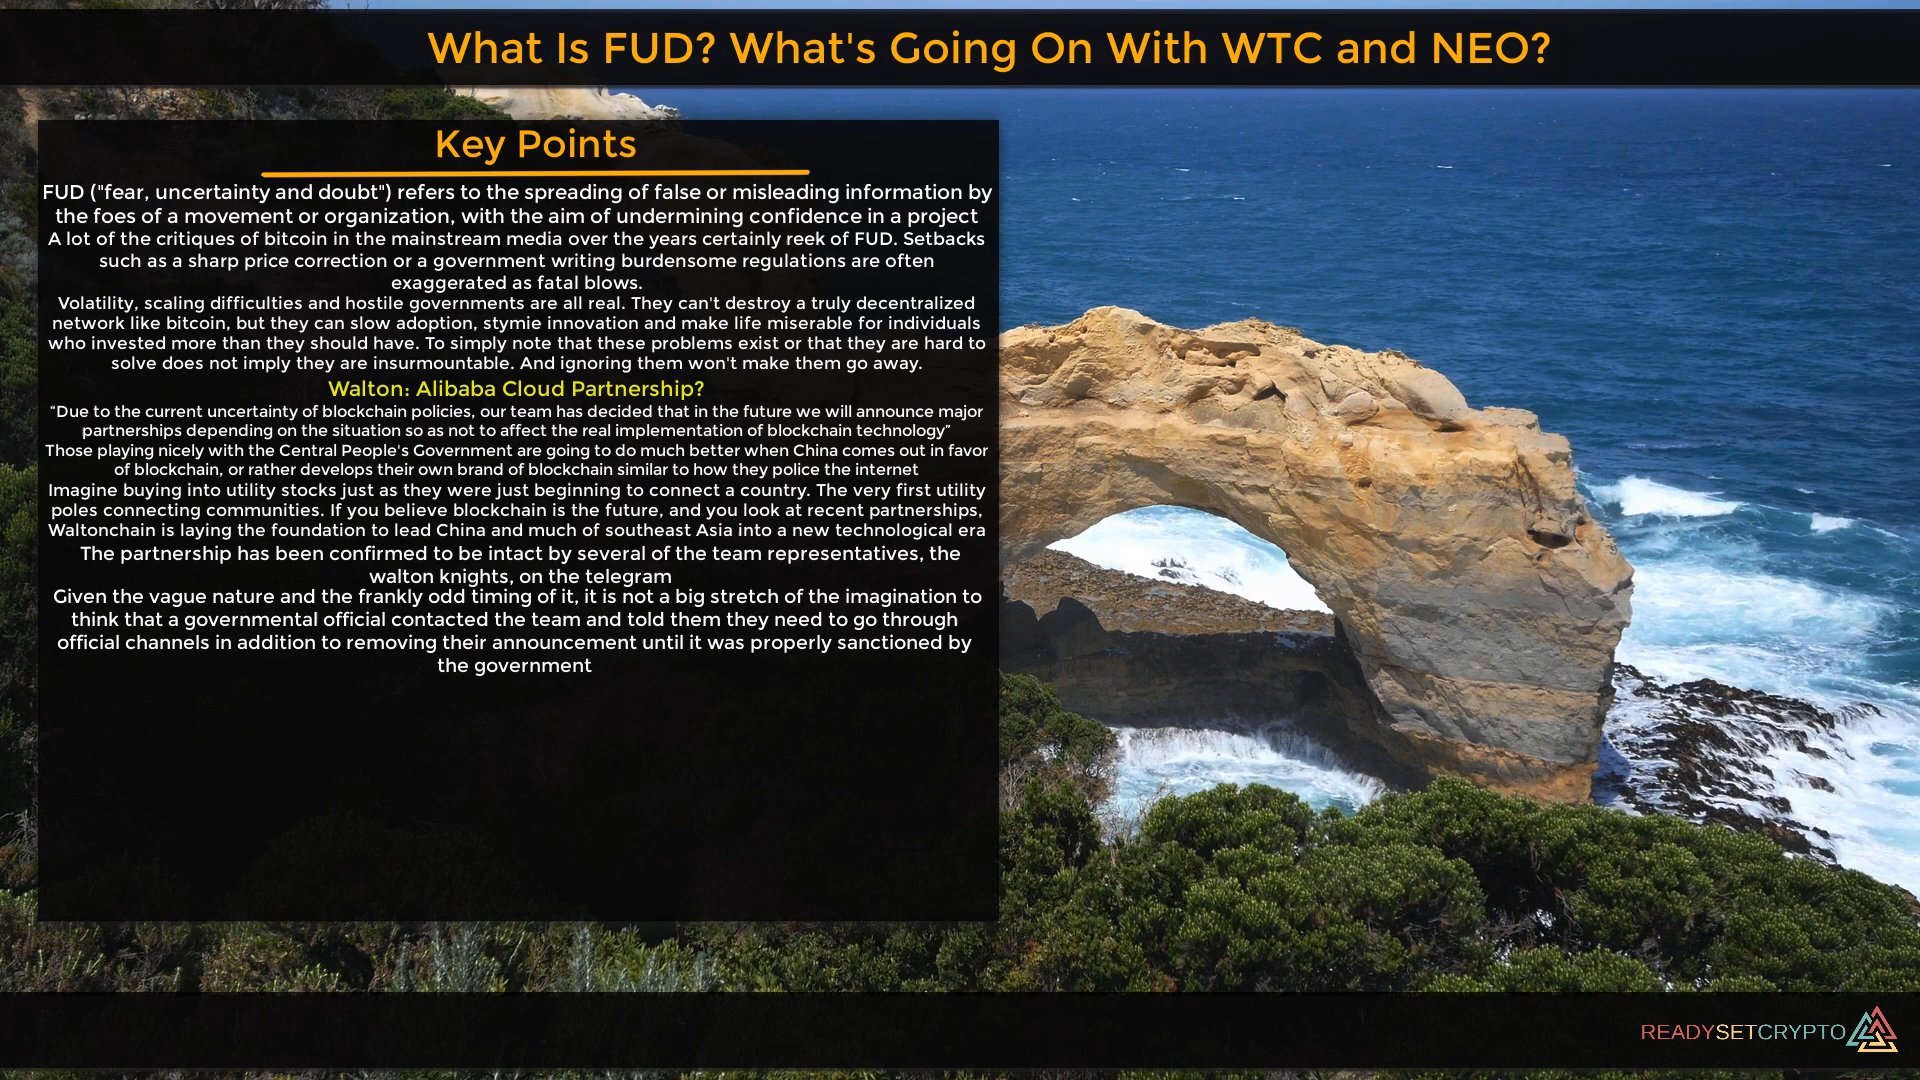 What Is FUD? What's Going On With WTC and NEO?
Key Points
FUD ("fear, uncertainty and doubt") refers to the spreading of false or misleading information by
the foes of a movement or organization, with the aim of undermining confidence in a project
A lot of the critiques of bitcoin in the mainstream media over the years certainly reek of FUD. Setbacks
such as a sharp price correction or a government writing burdensome regulations are often
exaggerated as fatal blows.
Volatility, scaling difficulties and hostile governments are all real. They can't destroy a truly decentralized
network like bitcoin, but they can slow adoption, stymie innovation and make life miserable for individuals
who invested more than they should have. To simply note that these problems exist or that they are hard to
solve does not imply they are insurmountable. And ignoring them won't make them go away.
Walton: Alibaba Cloud Partnership?
“Due to the current uncertainty of blockchain policies, our team has decided that in the future we will announce major
partnerships depending on the situation so as not to affect the real implementation of blockchain technology”
Those playing nicely with the Central People's Government are going to do much better when China comes out in favor
of blockchain, or rather develops their own brand of blockchain similar to how they police the internet
Imagine buying into utility stocks just as they were just beginning to connect a country. The very first utility
poles connecting communities. If you believe blockchain is the future, and you look at recent partnerships,
Waltonchain is laying the foundation to lead China and much of southeast Asia into a new technological era
The partnership has been confirmed to be intact by several of the team representatives, the
walton knights, on the telegram
Given the vague nature and the frankly odd timing of it, it is not a big stretch of the imagination to
think that a governmental official contacted the team and told them they need to go through
official channels in addition to removing their announcement until it was properly sanctioned by
the government
READYSETCRYPTO